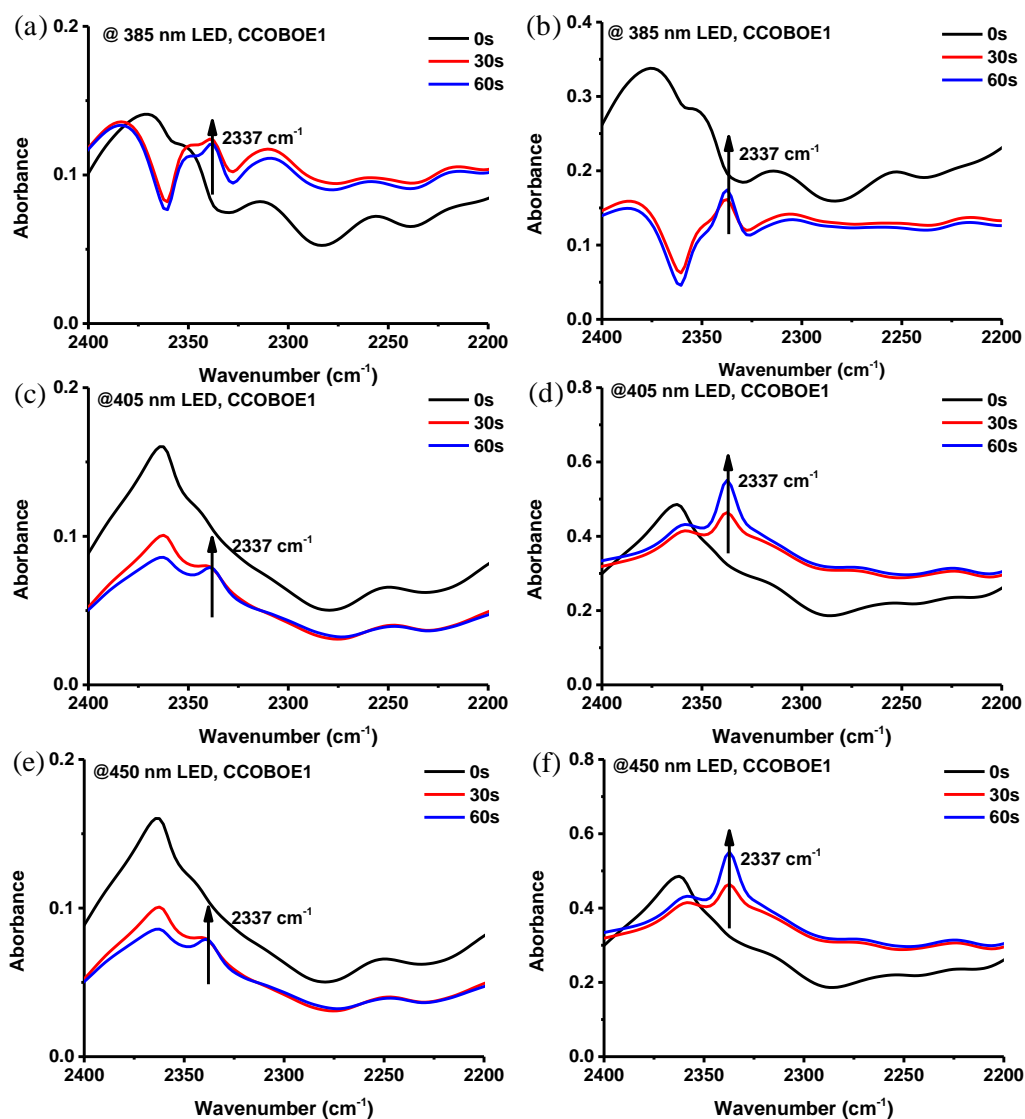 (a)
@ 385 nm LED, CCOBOE1
0s
30s
60s
2337 cm-1
Aborbance
0.2
0.1
0.0
2400 2350 2300 2250 2200
Wavenumber (cm-1)
(b)
@ 385 nm LED, CCOBOE1
0s
30s
60s
2337 cm-1
Aborbance
0.4
0.3
0.2
0.1
0.0
2400 2350 2300 2250 2200
Wavenumber (cm-1)
(c)
@405 nm LED, CCOBOE1
0s
30s
60s
2337 cm-1
Aborbance
0.2
0.1
0.0
2400 2350 2300 2250 2200
Wavenumber (cm-1)
(d)
@405 nm LED, CCOBOE1
0s
30s
60s
2337 cm-1
Aborbance
0.8
0.6
0.4
0.2
0.0
2400 2350 2300 2250 2200
Wavenumber (cm-1)
(e)
@450 nm LED, CCOBOE1
0s
30s
60s
2337 cm-1
Aborbance
0.2
0.1
0.0
2400 2350 2300 2250 2200
Wavenumber (cm-1)
(f)
@450 nm LED, CCOBOE1
0s
30s
60s
2337 cm-1
Aborbance
0.8
0.6
0.4
0.2
0.0
2400 2350 2300 2250 2200
Wavenumber (cm-1)